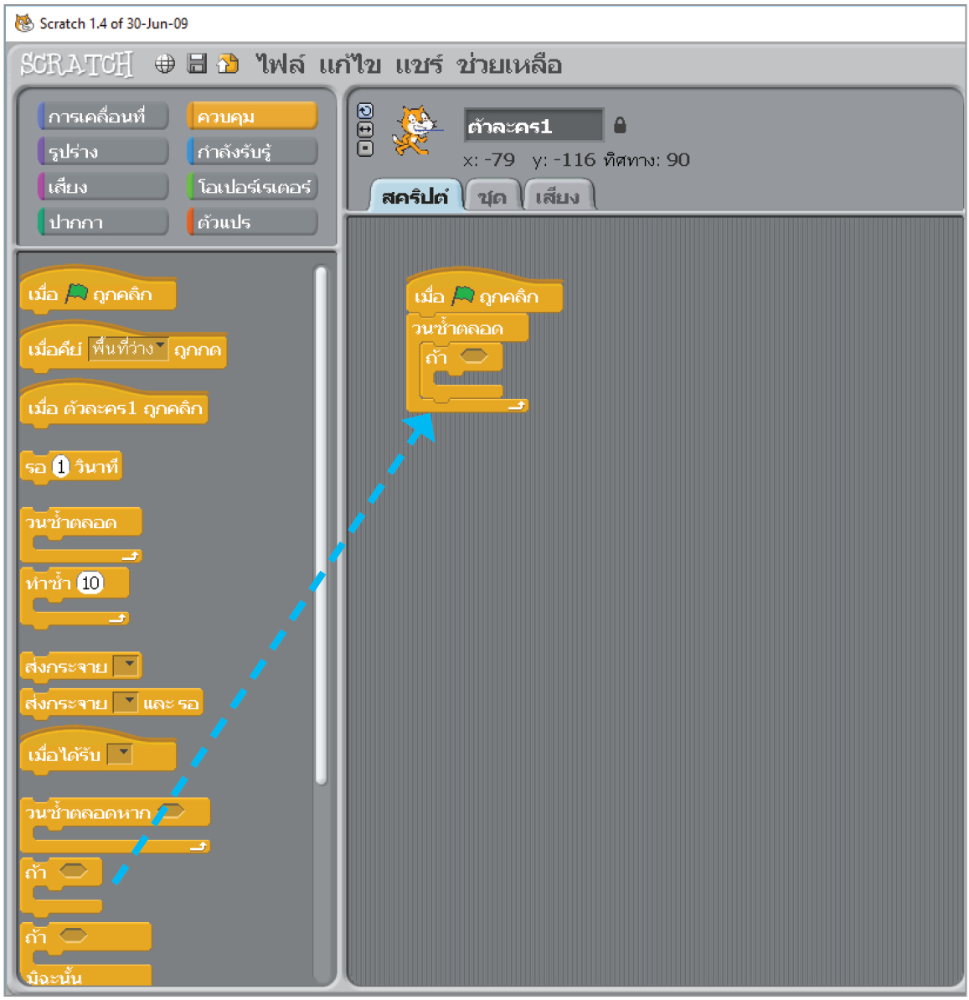 Scratch 1.4 of 30-Jun-09
SCRATCH ไฟล์ แก้ไข แชร์ ช่วยเหลือ
การเคลื่อนที่ ควบคุม
รูปร่าง กำลังรับรู้
เสียง โอเปอร์เรเตอร์
ปากกา ตัวแปร
ตัวละคร1
x: -79 y: -116 ทิศทาง: 90
สคริปต์ ชุด เสียง
เมื่อ ถูกคลิก
เมื่อคีย์ พื้นที่ว่าง ถูกกด
เมื่อ ตัวละคร1 ถูกคลิก
รอ 1 วินาที
วนซ้ำตลอด
ทำซ้ำ 10
ส่งกระจาย
ส่งกระจาย และ รอ
เมื่อได้รับ
วนซ้ำตลอดหาก
ถ้า
ถ้า
มิฉะนั้น
เมื่อ ถูกคลิก
วนซ้ำตลอด
ถ้า